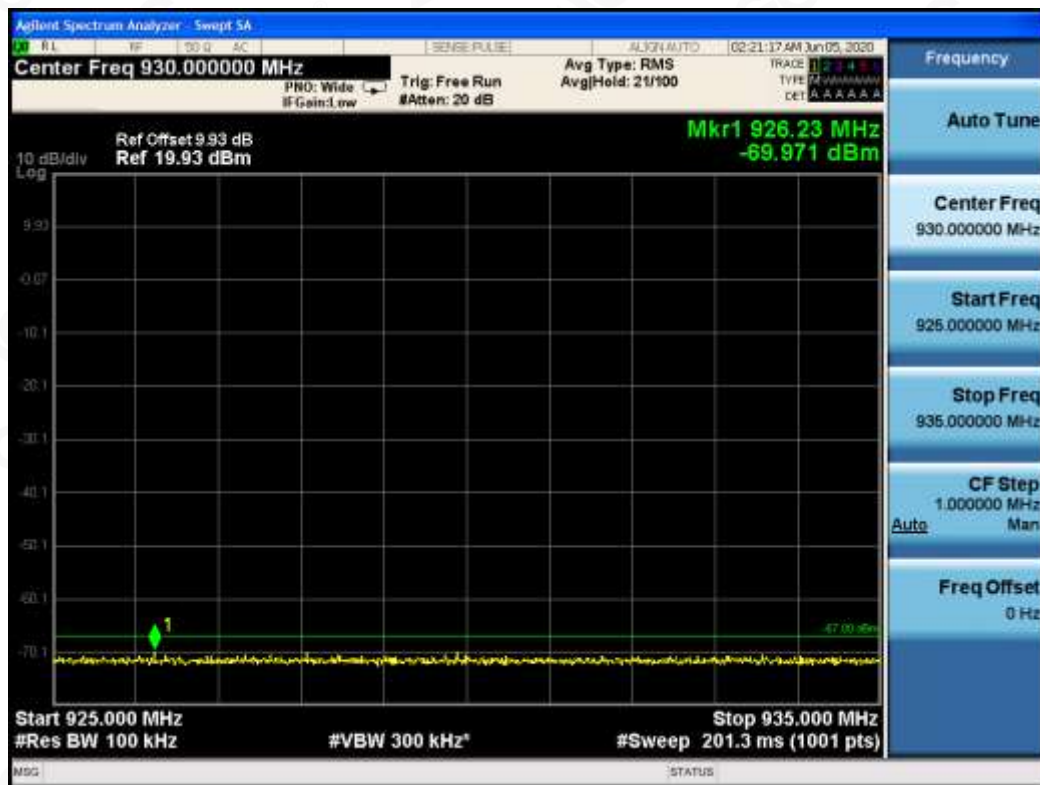 Agilent Spectrum Analyzer - Swept SA
RL RF 50 Ω AC SENSE:PULSE ALIGN AUTO 02:21:17 AM Jun 05, 2020
Center Freq 930.000000 MHz
PNO: Wide
IFGain:Low
Trig: Free Run
#Atten: 20 dB
Avg Type: RMS
Avg|Hold: 21/100
TRACE 1 2 3 4 5 6
TYPE
DET A A A A A A
Ref Offset 9.93 dB
Ref 19.93 dBm
10 dB/div
Log
Mkr1 926.23 MHz
-69.971 dBm
9.93
-0.07
-10.1
-20.1
-30.1
-40.1
-50.1
-60.1
-70.1
1
-67.00 dBm
Start 925.000 MHz
Stop 935.000 MHz
#Res BW 100 kHz
#VBW 300 kHz*
#Sweep 201.3 ms (1001 pts)
MSG
STATUS
Frequency
Auto Tune
Center Freq
930.000000 MHz
Start Freq
925.000000 MHz
Stop Freq
935.000000 MHz
CF Step
1.000000 MHz
Auto Man
Freq Offset
0 Hz